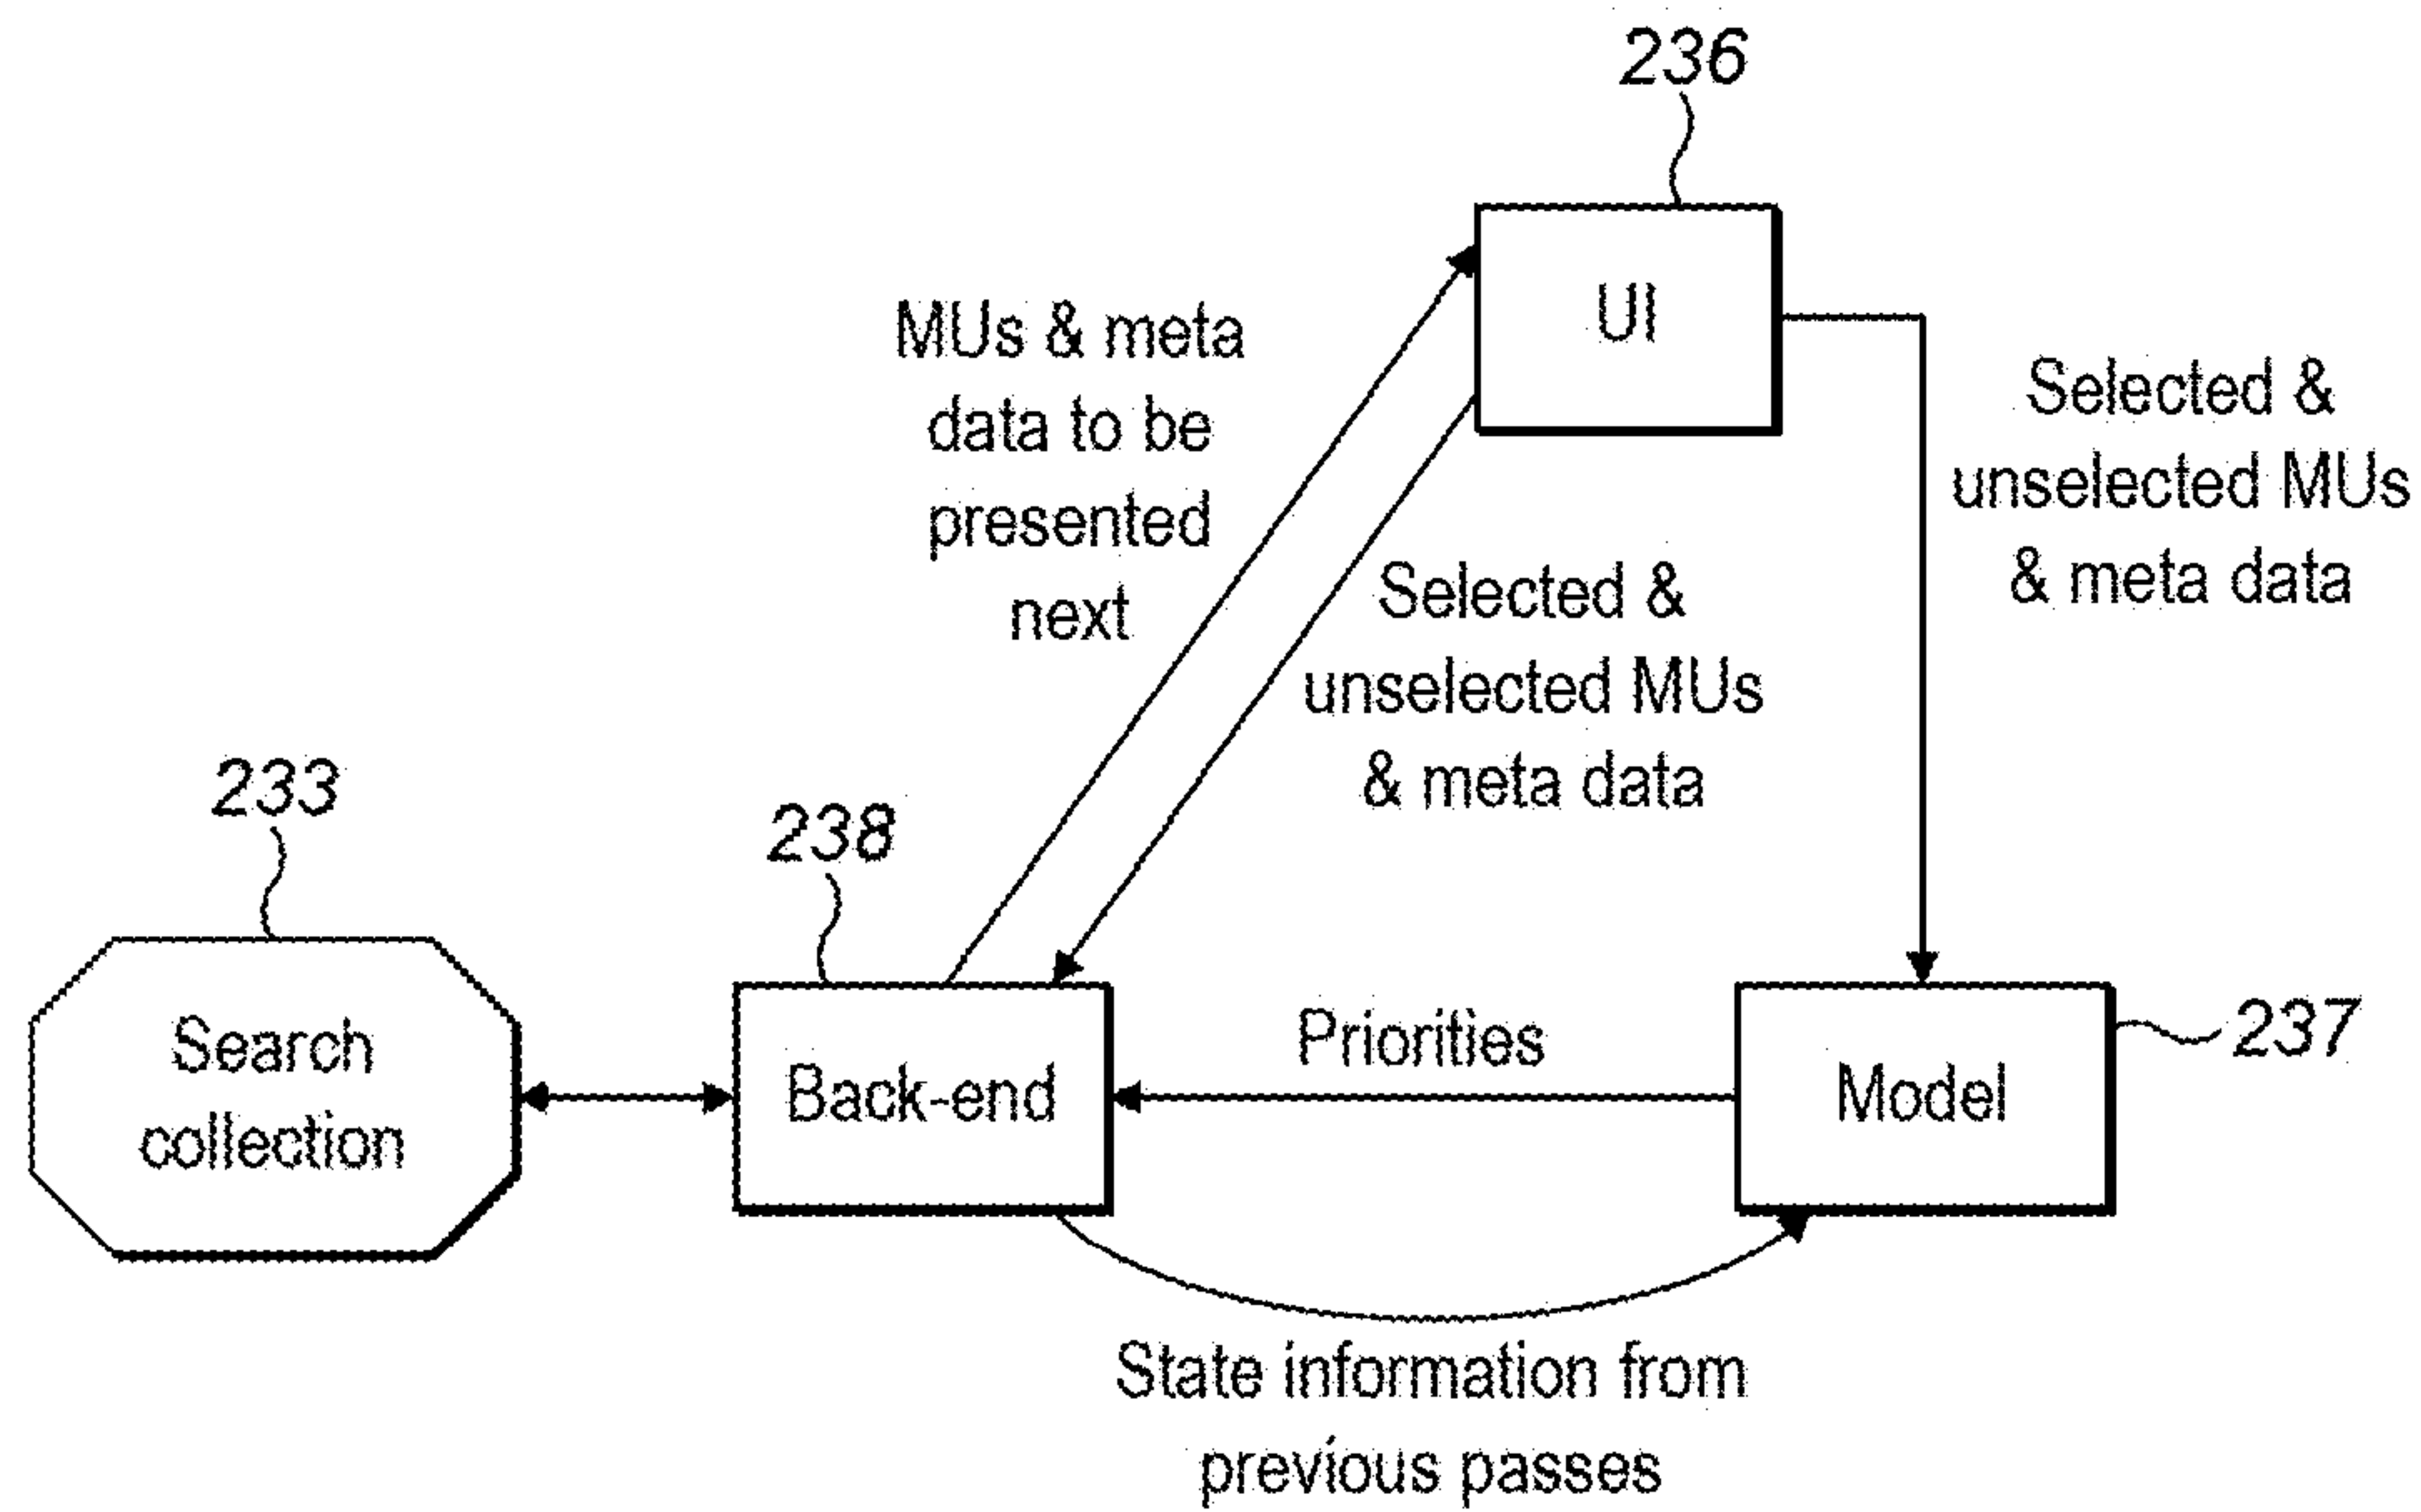 236
UI
MUs & meta
data to be
presented
next
Selected &
unselected MUs
& meta data
Selected &
unselected MUs
& meta data
233
238
Search
collection
Back-end
Priorities
Model
237
State information from
previous passes